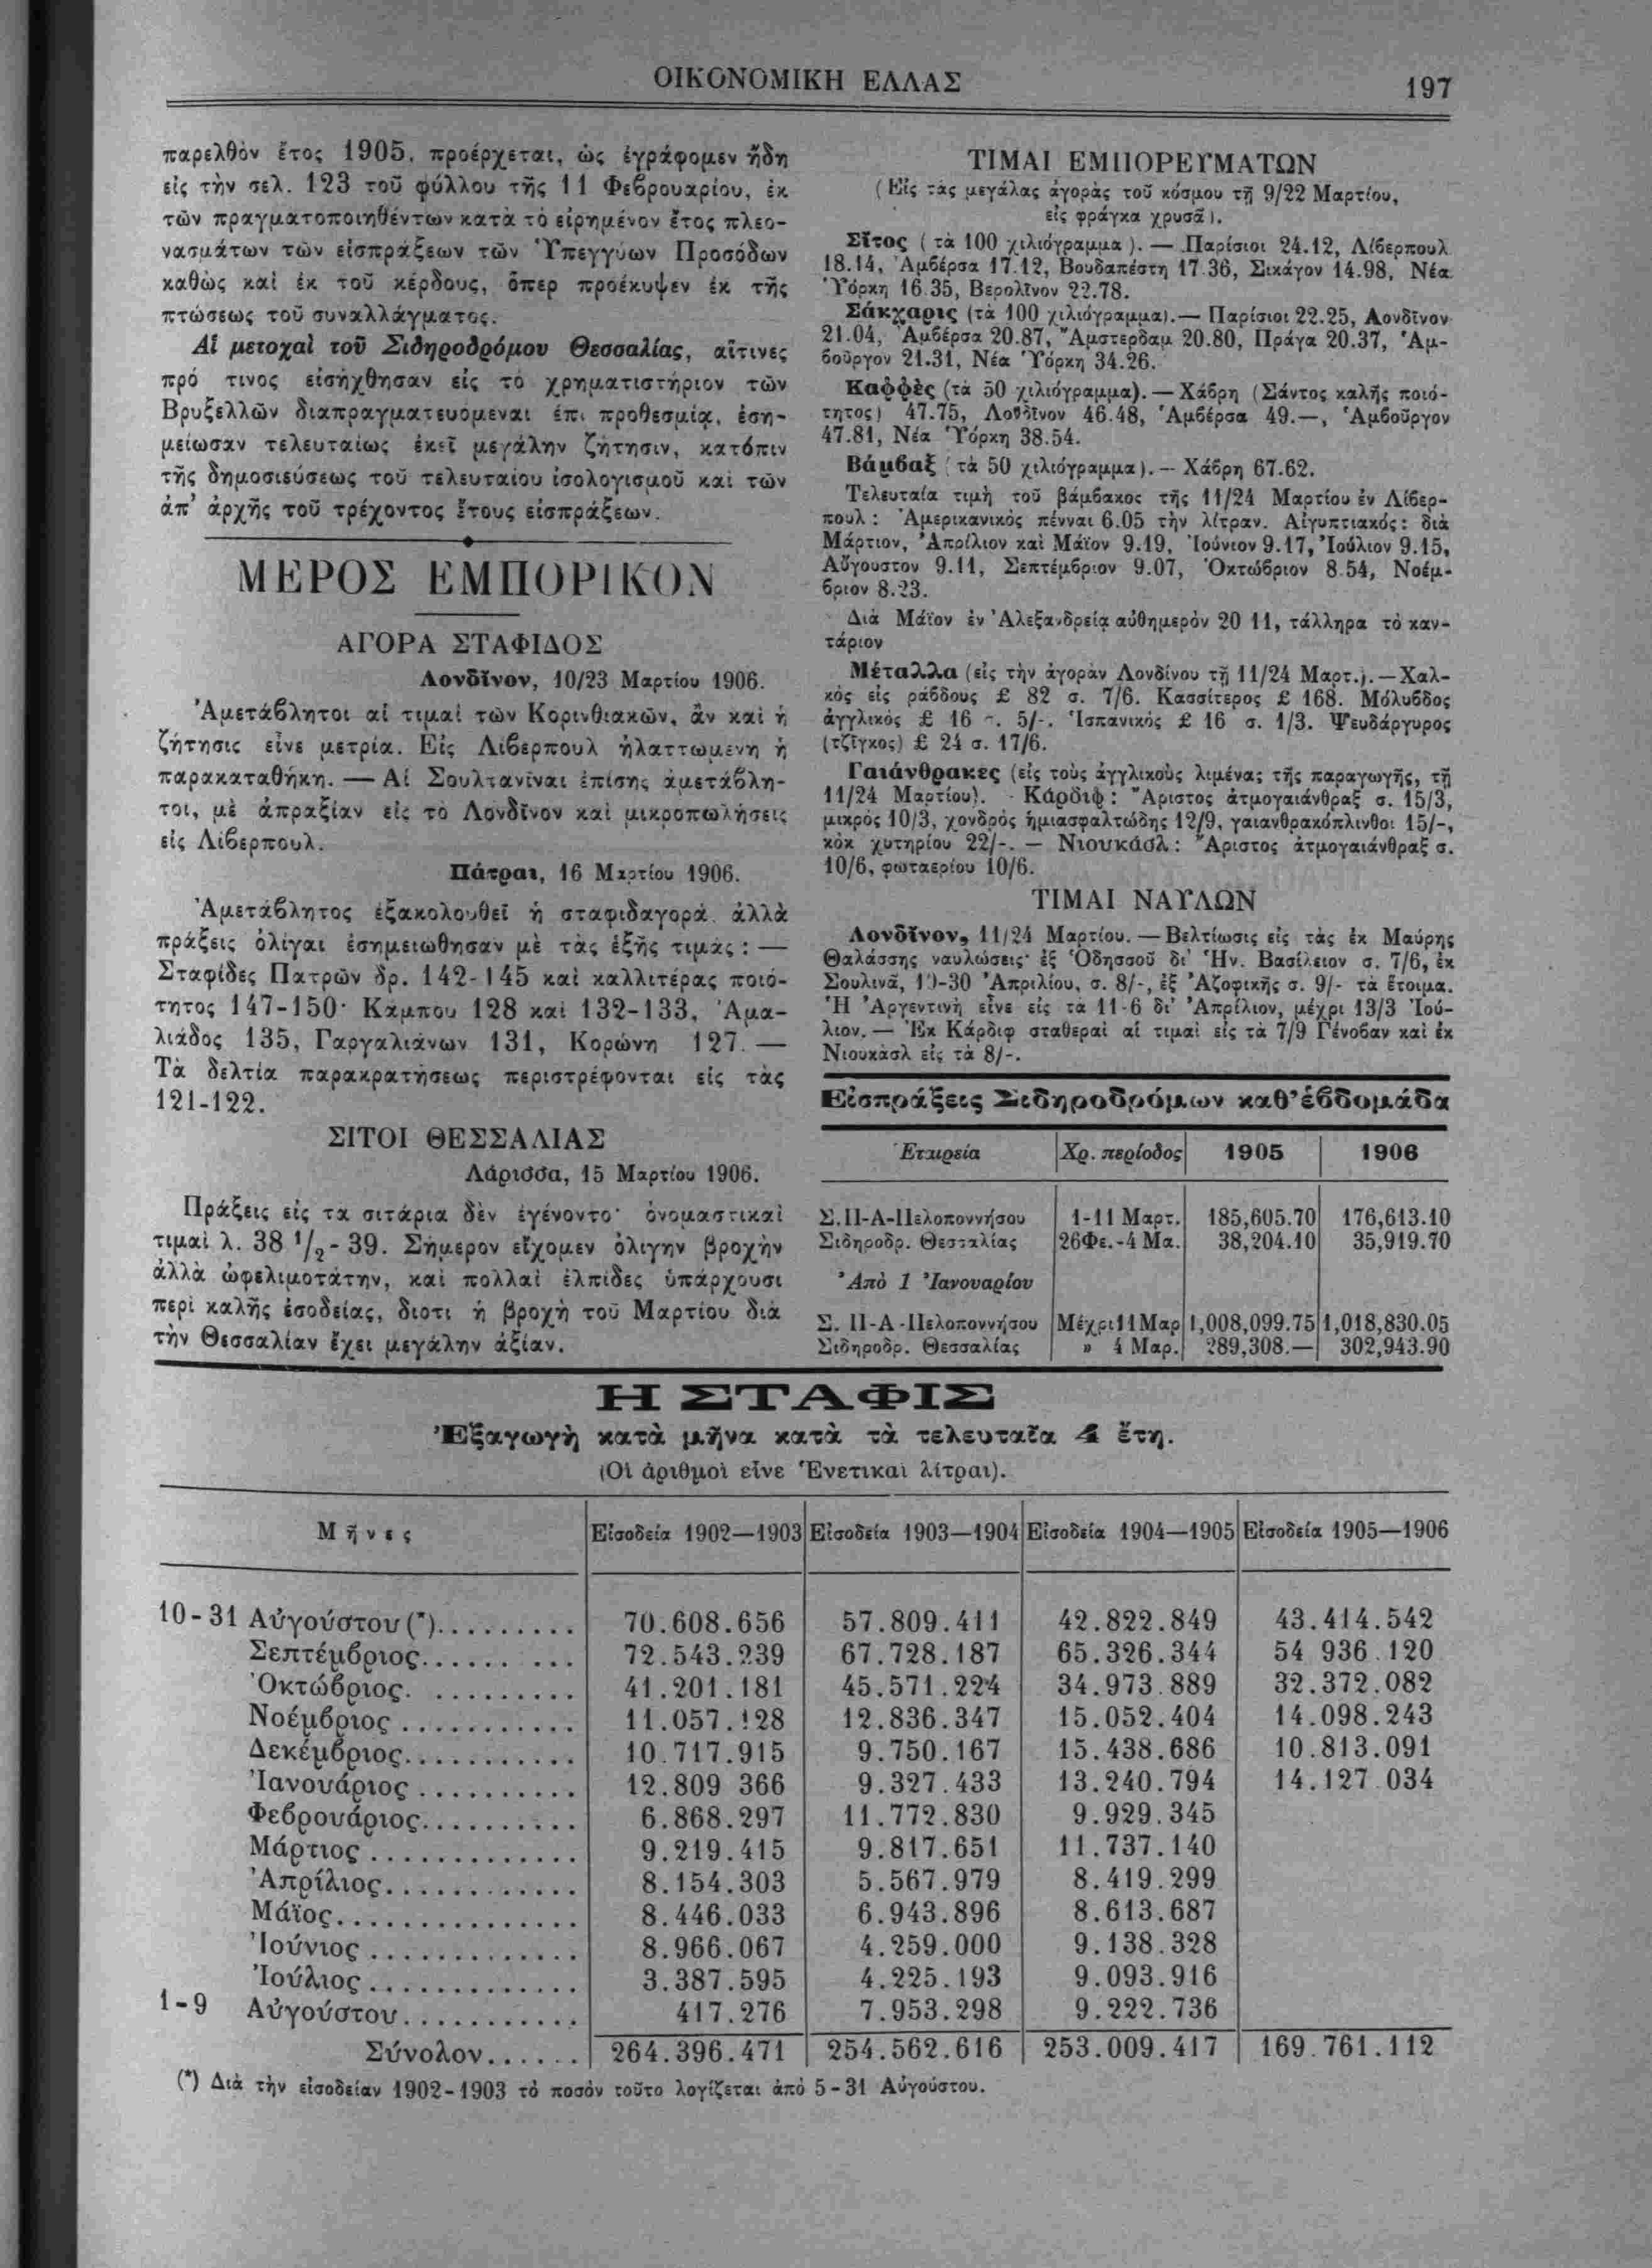 ΟΙΚΟΝΟΜΙΚΗ ΕΛΛΑΣ
197
παρελθὸν ἔτος 1905, προέρχεται, ὡς ἐγράφομεν ἤδη
εἰς τὴν σελ. 123 τοῦ φύλλου τῆς 11 Φεβρουαρίου, ἐκ
τῶν πραγματοποιηθέντων κατὰ τὸ εἰρημένον ἔτος πλεο-
νασμάτων τῶν εἰσπράξεων τῶν Ὑπεγγύων Προσόδων
καθὼς καὶ ἐκ τοῦ κέρδους, ὅπερ προέκυψεν ἐκ τῆς
πτώσεως τοῦ συναλλάγματος.
Αἱ μετοχαὶ τοῦ Σιδηροδρόμου Θεσσαλίας, αἵτινες
πρό τινος εἰσήχθησαν εἰς τὸ χρηματιστήριον τῶν
Βρυξελλῶν διαπραγματευόμεναι ἐπὶ προθεσμίᾳ, ἐση-
μείωσαν τελευταίως ἐκεῖ μεγάλην ζήτησιν, κατόπιν
τῆς δημοσιεύσεως τοῦ τελευταίου ἰσολογισμοῦ καὶ τῶν
ἀπ' ἀρχῆς τοῦ τρέχοντος ἔτους εἰσπράξεων.
ΜΕΡΟΣ ΕΜΠΟΡΙΚΟΝ
ΑΓΟΡΑ ΣΤΑΦΙΔΟΣ
Λονδῖνον, 10/23 Μαρτίου 1906.
Ἀμετάβλητοι αἱ τιμαὶ τῶν Κορινθιακῶν, ἂν καὶ ἡ
ζήτησις εἶνε μετρία. Εἰς Λίβερπουλ ἠλαττωμένη ἡ
παρακαταθήκη. — Αἱ Σουλτανῖναι ἐπίσης ἀμετάβλη-
τοι, μὲ ἀπραξίαν εἰς τὸ Λονδῖνον καὶ μικροπωλήσεις
εἰς Λίβερπουλ.
Πάτραι, 16 Μαρτίου 1906.
Ἀμετάβλητος ἐξακολουθεῖ ἡ σταφιδαγορά, ἀλλὰ
πράξεις ὀλίγαι ἐσημειώθησαν μὲ τὰς ἑξῆς τιμάς : —
Σταφίδες Πατρῶν δρ. 142-145 καὶ καλλιτέρας ποιό-
τητος 147-150· Κάμπου 128 καὶ 132-133, Ἀμα-
λιάδος 135, Γαργαλιάνων 131, Κορώνη 127. —
Τὰ δελτία παρακρατήσεως περιστρέφονται εἰς τὰς
121-122.
ΣΙΤΟΙ ΘΕΣΣΑΛΙΑΣ
Λάρισσα, 15 Μαρτίου 1906.
Πράξεις εἰς τὰ σιτάρια δὲν ἐγένοντο· ὀνομαστικαὶ
τιμαὶ λ. 38 1/2 - 39. Σήμερον εἴχομεν ὀλίγην βροχὴν
ἀλλὰ ὠφελιμοτάτην, καὶ πολλαὶ ἐλπίδες ὑπάρχουσι
περὶ καλῆς ἐσοδείας, διότι ἡ βροχὴ τοῦ Μαρτίου διὰ
τὴν Θεσσαλίαν ἔχει μεγάλην ἀξίαν.
ΤΙΜΑΙ ΕΜΠΟΡΕΥΜΑΤΩΝ
(Εἰς τὰς μεγάλας ἀγορὰς τοῦ κόσμου τῇ 9/22 Μαρτίου,
εἰς φράγκα χρυσᾶ).
Σῖτος (τὰ 100 χιλιόγραμμα). — Παρίσιοι 24.12, Λίβερπουλ
18.14, Ἀμβέρσα 17.12, Βουδαπέστη 17.36, Σικάγον 14.98, Νέα
Ὑόρκη 16.35, Βερολῖνον 22.78.
Σάκχαρις (τὰ 100 χιλιόγραμμα).— Παρίσιοι 22.25, Λονδῖνον
21.04, Ἀμβέρσα 20.87, Ἄμστερδαμ 20.80, Πράγα 20.37, Ἀμ-
βοῦργον 21.31, Νέα Ὑόρκη 34.26.
Καφφὲς (τὰ 50 χιλιόγραμμα). — Χάβρη (Σάντος καλῆς ποιό-
τητος) 47.75, Λονδῖνον 46.48, Ἀμβέρσα 49.—, Ἀμβοῦργον
47.81, Νέα Ὑόρκη 38.54.
Βάμβαξ (τὰ 50 χιλιόγραμμα). — Χάβρη 67.62.
Τελευταία τιμὴ τοῦ βάμβακος τῆς 11/24 Μαρτίου ἐν Λίβερ-
πουλ : Ἀμερικανικὸς πένναι 6.05 τὴν λίτραν. Αἰγυπτιακός: διὰ
Μάρτιον, Ἀπρίλιον καὶ Μάϊον 9.19, Ἰούνιον 9.17, Ἰούλιον 9.15,
Αὔγουστον 9.11, Σεπτέμβριον 9.07, Ὀκτώβριον 8.54, Νοέμ-
βριον 8.23.
Διὰ Μάϊον ἐν Ἀλεξανδρείᾳ αὐθημερὸν 20 11, τάλληρα τὸ καν-
τάριον
Μέταλλα (εἰς τὴν ἀγορὰν Λονδίνου τῇ 11/24 Μαρτ.).—Χαλ-
κὸς εἰς ράβδους £ 82 σ. 7/6. Κασσίτερος £ 168. Μόλυβδος
ἀγγλικὸς £ 16 σ. 5/-. Ἱσπανικὸς £ 16 σ. 1/3. Ψευδάργυρος
(τζῖγκος) £ 24 σ. 17/6.
Γαιάνθρακες (εἰς τοὺς ἀγγλικοὺς λιμένας τῆς παραγωγῆς, τῇ
11/24 Μαρτίου). - Κάρδιφ : Ἄριστος ἀτμογαιάνθραξ σ. 15/3,
μικρὸς 10/3, χονδρὸς ἡμιασφαλτώδης 12/9, γαιανθρακόπλινθοι 15/-,
κὸκ χυτηρίου 22/-. — Νιουκάσλ : Ἄριστος ἀτμογαιάνθραξ σ.
10/6, φωταερίου 10/6.
ΤΙΜΑΙ ΝΑΥΛΩΝ
Λονδῖνον, 11/24 Μαρτίου. — Βελτίωσις εἰς τὰς ἐκ Μαύρης
Θαλάσσης ναυλώσεις· ἐξ Ὀδησσοῦ δι' Ἡν. Βασίλειον σ. 7/6, ἐκ
Σουλινᾶ, 10-30 Ἀπριλίου, σ. 8/-, ἐξ Ἀζοφικῆς σ. 9/- τὰ ἕτοιμα.
Ἡ Ἀργεντινὴ εἶνε εἰς τὰ 11-6 δι' Ἀπρίλιον, μέχρι 13/3 Ἰού-
λιον. — Ἐκ Κάρδιφ σταθεραὶ αἱ τιμαὶ εἰς τὰ 7/9 Γένοβαν καὶ ἐκ
Νιουκὰσλ εἰς τὰ 8/-.
Εἰσπράξεις Σιδηροδρόμων καθ' ἑβδομάδα
Ἑταιρεία Χρ. περίοδος 1905 1906
Σ.Π-Α-Πελοποννήσου 1-11 Μαρτ. 185,605.70 176,613.10
Σιδηροδρ. Θεσσαλίας 26Φε.-4 Μα. 38,204.10 35,919.70
Ἀπὸ 1 Ἰανουαρίου
Σ. Π-Α-Πελοποννήσου Μέχρι 11 Μαρ 1,008,099.75 1,018,830.05
Σιδηροδρ. Θεσσαλίας » 4 Μαρ. 289,308.— 302,943.90
Η ΣΤΑΦΙΣ
Ἐξαγωγὴ κατὰ μῆνα κατὰ τὰ τελευταῖα 4 ἔτη.
(Οἱ ἀριθμοὶ εἶνε Ἑνετικαὶ λίτραι).
Μῆνες Εἰσοδεία 1902—1903 Εἰσοδεία 1903—1904 Εἰσοδεία 1904—1905 Εἰσοδεία 1905—1906
10-31 Αὐγούστου (*)......... 70.608.656 57.809.411 42.822.849 43.414.542
Σεπτέμβριος......... 72.543.239 67.728.187 65.326.344 54 936.120
Ὀκτώβριος.......... 41.201.181 45.571.224 34.973.889 32.372.082
Νοέμβριος........... 11.057.128 12.836.347 15.052.404 14.098.243
Δεκέμβριος........... 10.717.915 9.750.167 15.438.686 10.813.091
Ἰανουάριος.......... 12.809 366 9.327.433 13.240.794 14.127 034
Φεβρουάριος.......... 6.868.297 11.772.830 9.929.345
Μάρτιος............. 9.219.415 9.817.651 11.737.140
Ἀπρίλιος............ 8.154.303 5.567.979 8.419.299
Μάϊος............... 8.446.033 6.943.896 8.613.687
Ἰούνιος............. 8.966.067 4.259.000 9.138.328
Ἰούλιος............. 3.387.595 4.225.193 9.093.916
1-9 Αὐγούστου........... 417.276 7.953.298 9.222.736
Σύνολον...... 264.396.471 254.562.616 253.009.417 169.761.112
(*) Διὰ τὴν εἰσοδείαν 1902-1903 τὸ ποσὸν τοῦτο λογίζεται ἀπὸ 5-31 Αὐγούστου.